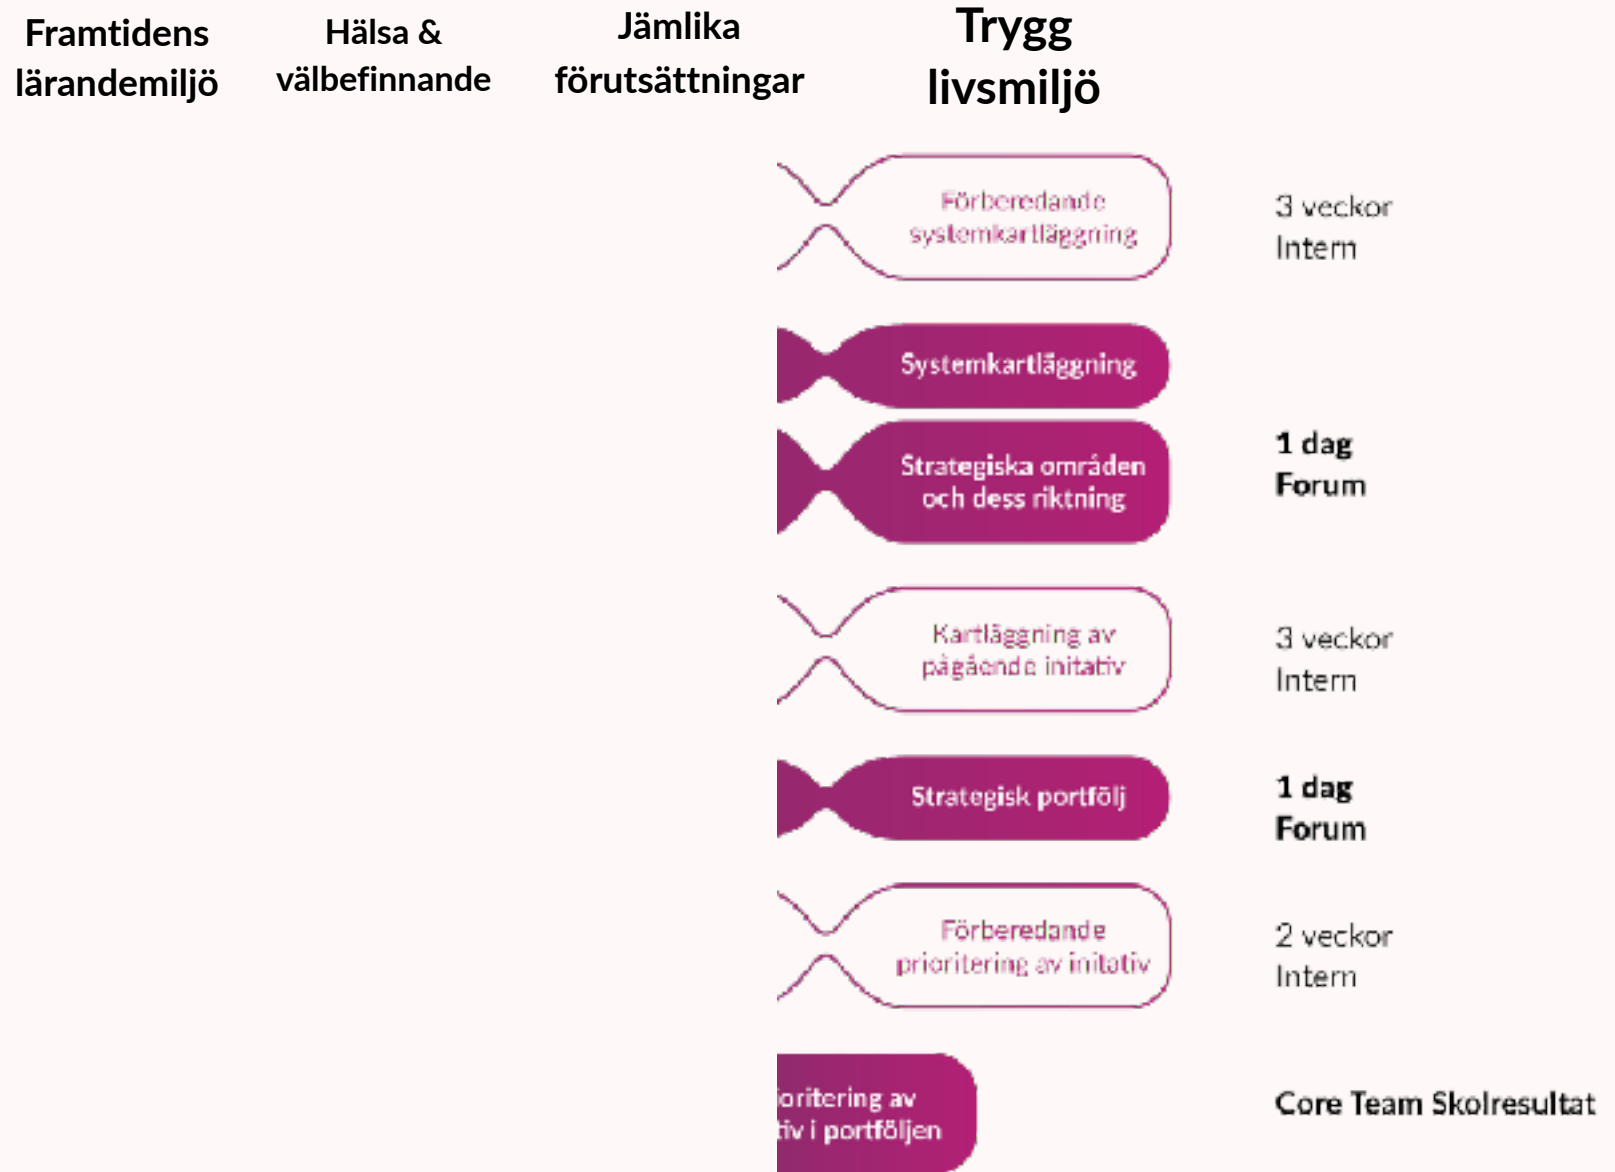 Framtidens
lärandemiljö
Hälsa &
välbefinnande
Jämlika
förutsättningar
Trygg
livsmiljö
Förberedande
systemkartläggning
3 veckor
Intern
Systemkartläggning
Strategiska områden
och dess riktning
1 dag
Forum
Kartläggning av
pågående initativ
3 veckor
Intern
Strategisk portfölj
1 dag
Forum
Förberedande
prioritering av initativ
2 veckor
Intern
oritering av
tiv i portföljen
Core Team Skolresultat